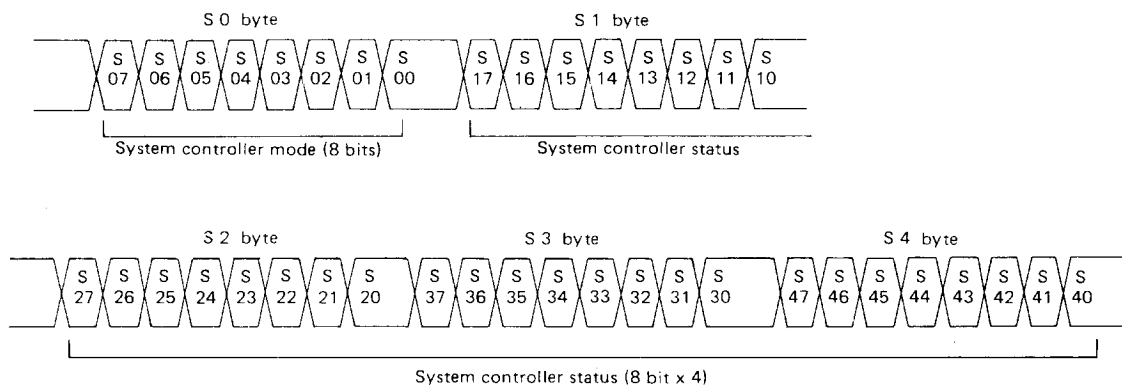 S 0 byte S 1 byte
S S S S S S S S S S S S S S S S
07 06 05 04 03 02 01 00 17 16 15 14 13 12 11 10
System controller mode (8 bits) System controller status
S 2 byte S 3 byte S 4 byte
S S S S S S S S S S S S S S S S S S S S S S S S
27 26 25 24 23 22 21 20 37 36 35 34 33 32 31 30 47 46 45 44 43 42 41 40
System controller status (8 bit x 4)